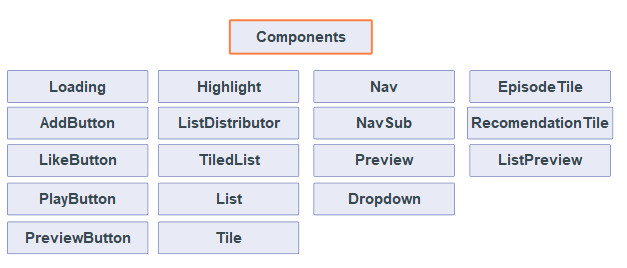 Components
Loading
Highlight
Nav
EpisodeTile
AddButton
ListDistributor
NavSub
RecomendationTile
LikeButton
TiledList
Preview
ListPreview
PlayButton
List
Dropdown
PreviewButton
Tile